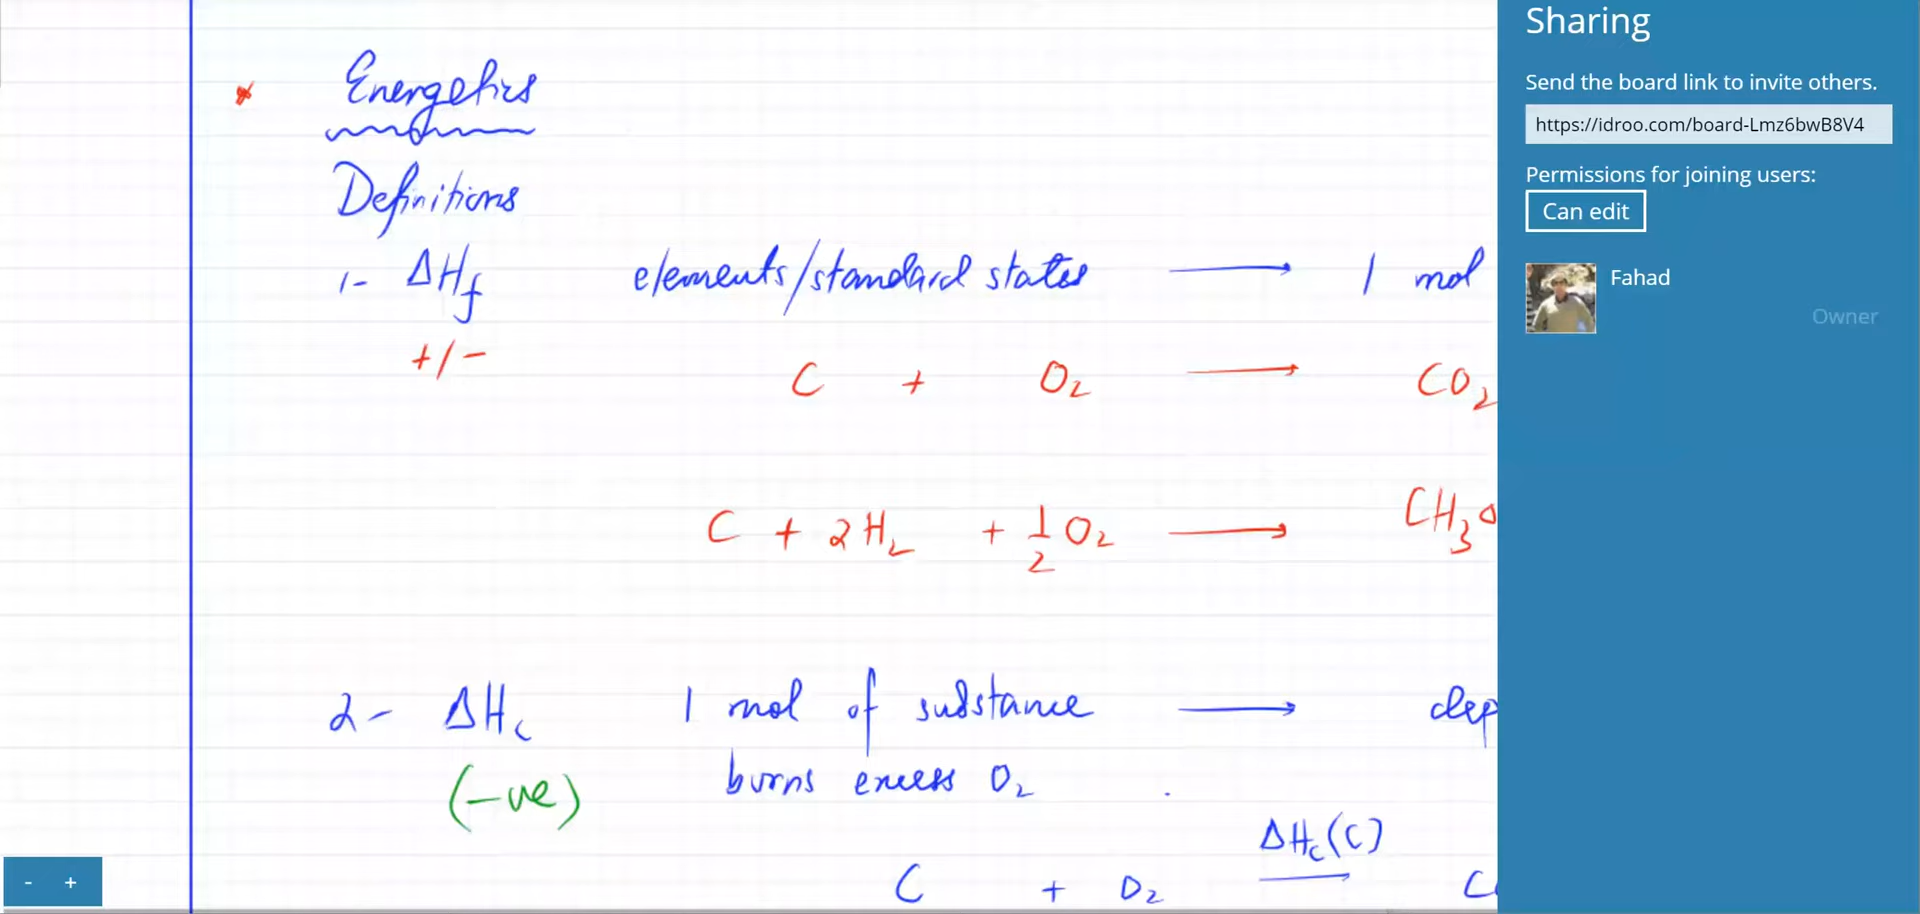 Energetics
Definitions
1- ΔHf elements/standard states → 1 mol
+/-
C + O₂ → CO₂
C + 2H₂ + 1/2 O₂ → CH₃
2- ΔHc 1 mol of substance →
(-ve) burns excess O₂
ΔHc(C)
C + O₂ →
- +
Sharing
Send the board link to invite others.
https://idroo.com/board-Lmz6bwB8V4
Permissions for joining users:
Can edit
Fahad
Owner